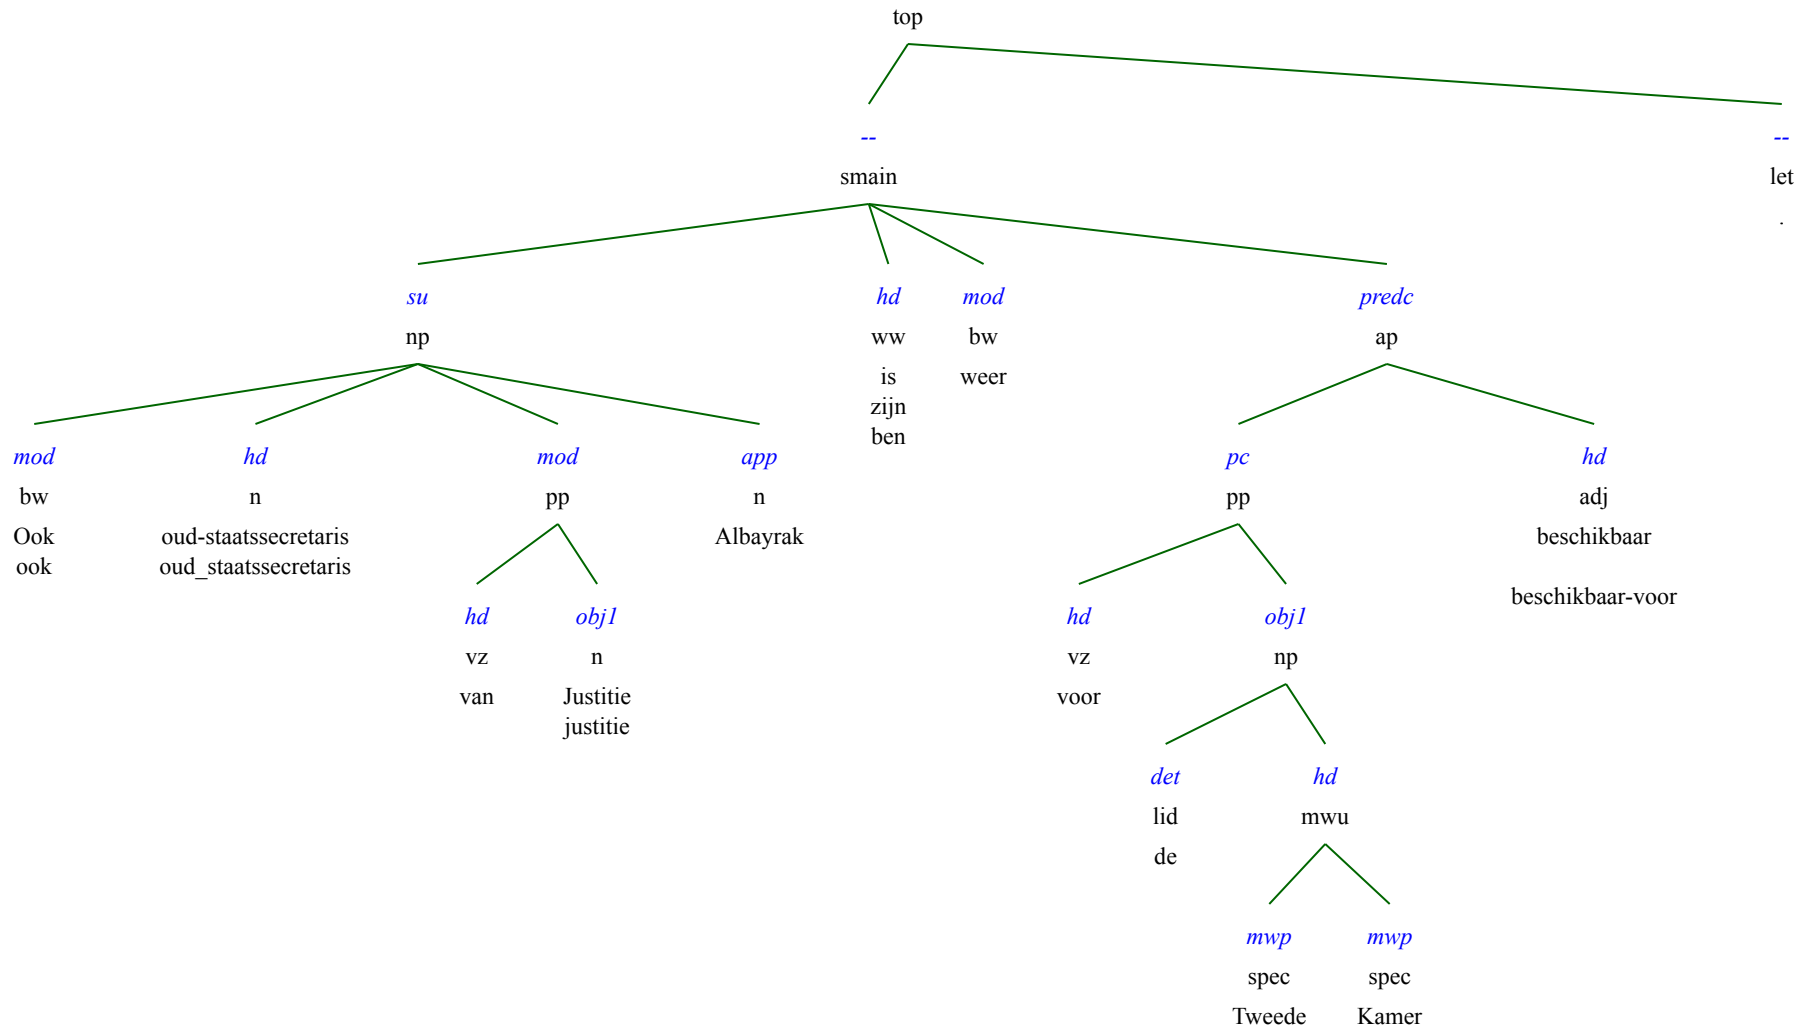 top
-- --
smain let
.
su hd mod predc
np ww bw ap
is weer
zijn
ben
mod hd mod app pc hd
bw n pp n pp adj
Ook oud-staatssecretaris Albayrak beschikbaar
ook oud_staatssecretaris
beschikbaar-voor
hd obj1 hd obj1
vz n vz np
van Justitie voor
justitie
det hd
lid mwu
de
mwp mwp
spec spec
Tweede Kamer